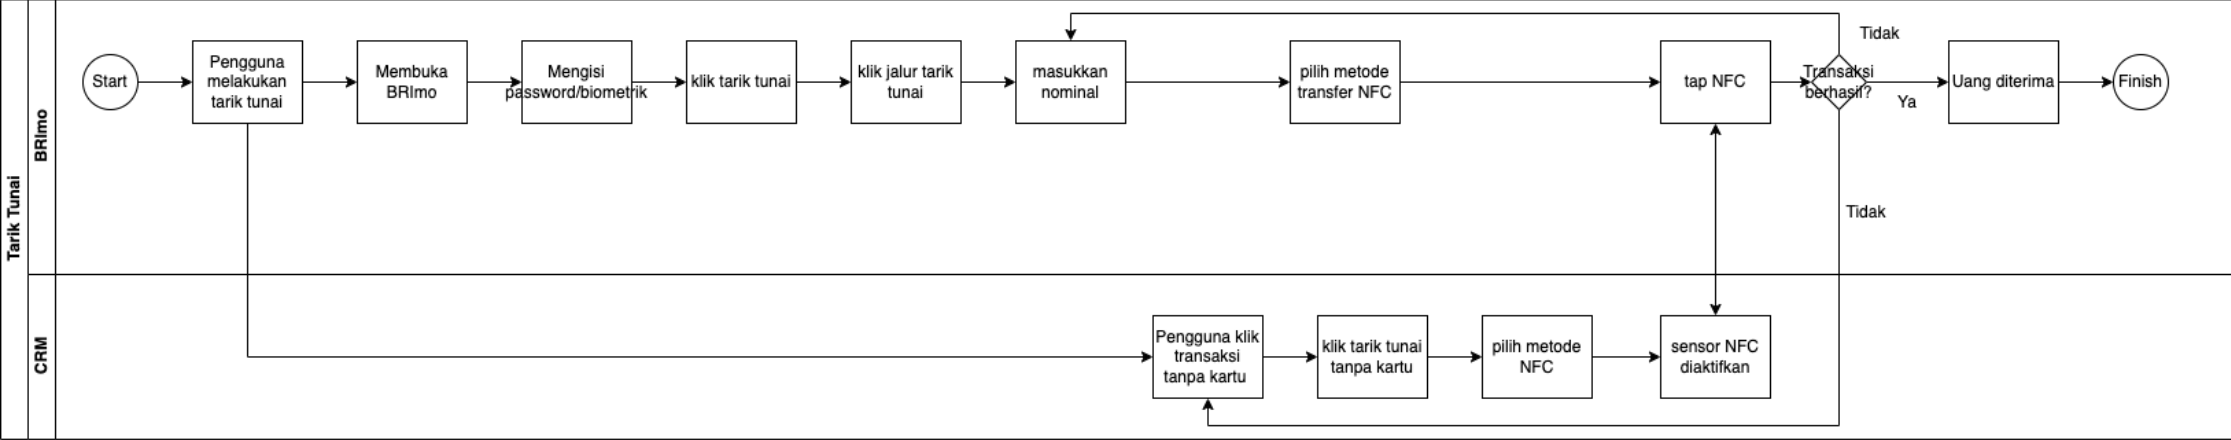 Tarik Tunai
BRImo
Start
Pengguna
melakukan
tarik tunai
Membuka
BRImo
Mengisi
password/biometrik
klik tarik tunai
klik jalur tarik
tunai
masukkan
nominal
pilih metode
transfer NFC
tap NFC
Transaksi
berhasil?
Tidak
Ya
Uang diterima
Finish
Tidak
CRM
Pengguna klik
transaksi
tanpa kartu
klik tarik tunai
tanpa kartu
pilih metode
NFC
sensor NFC
diaktifkan